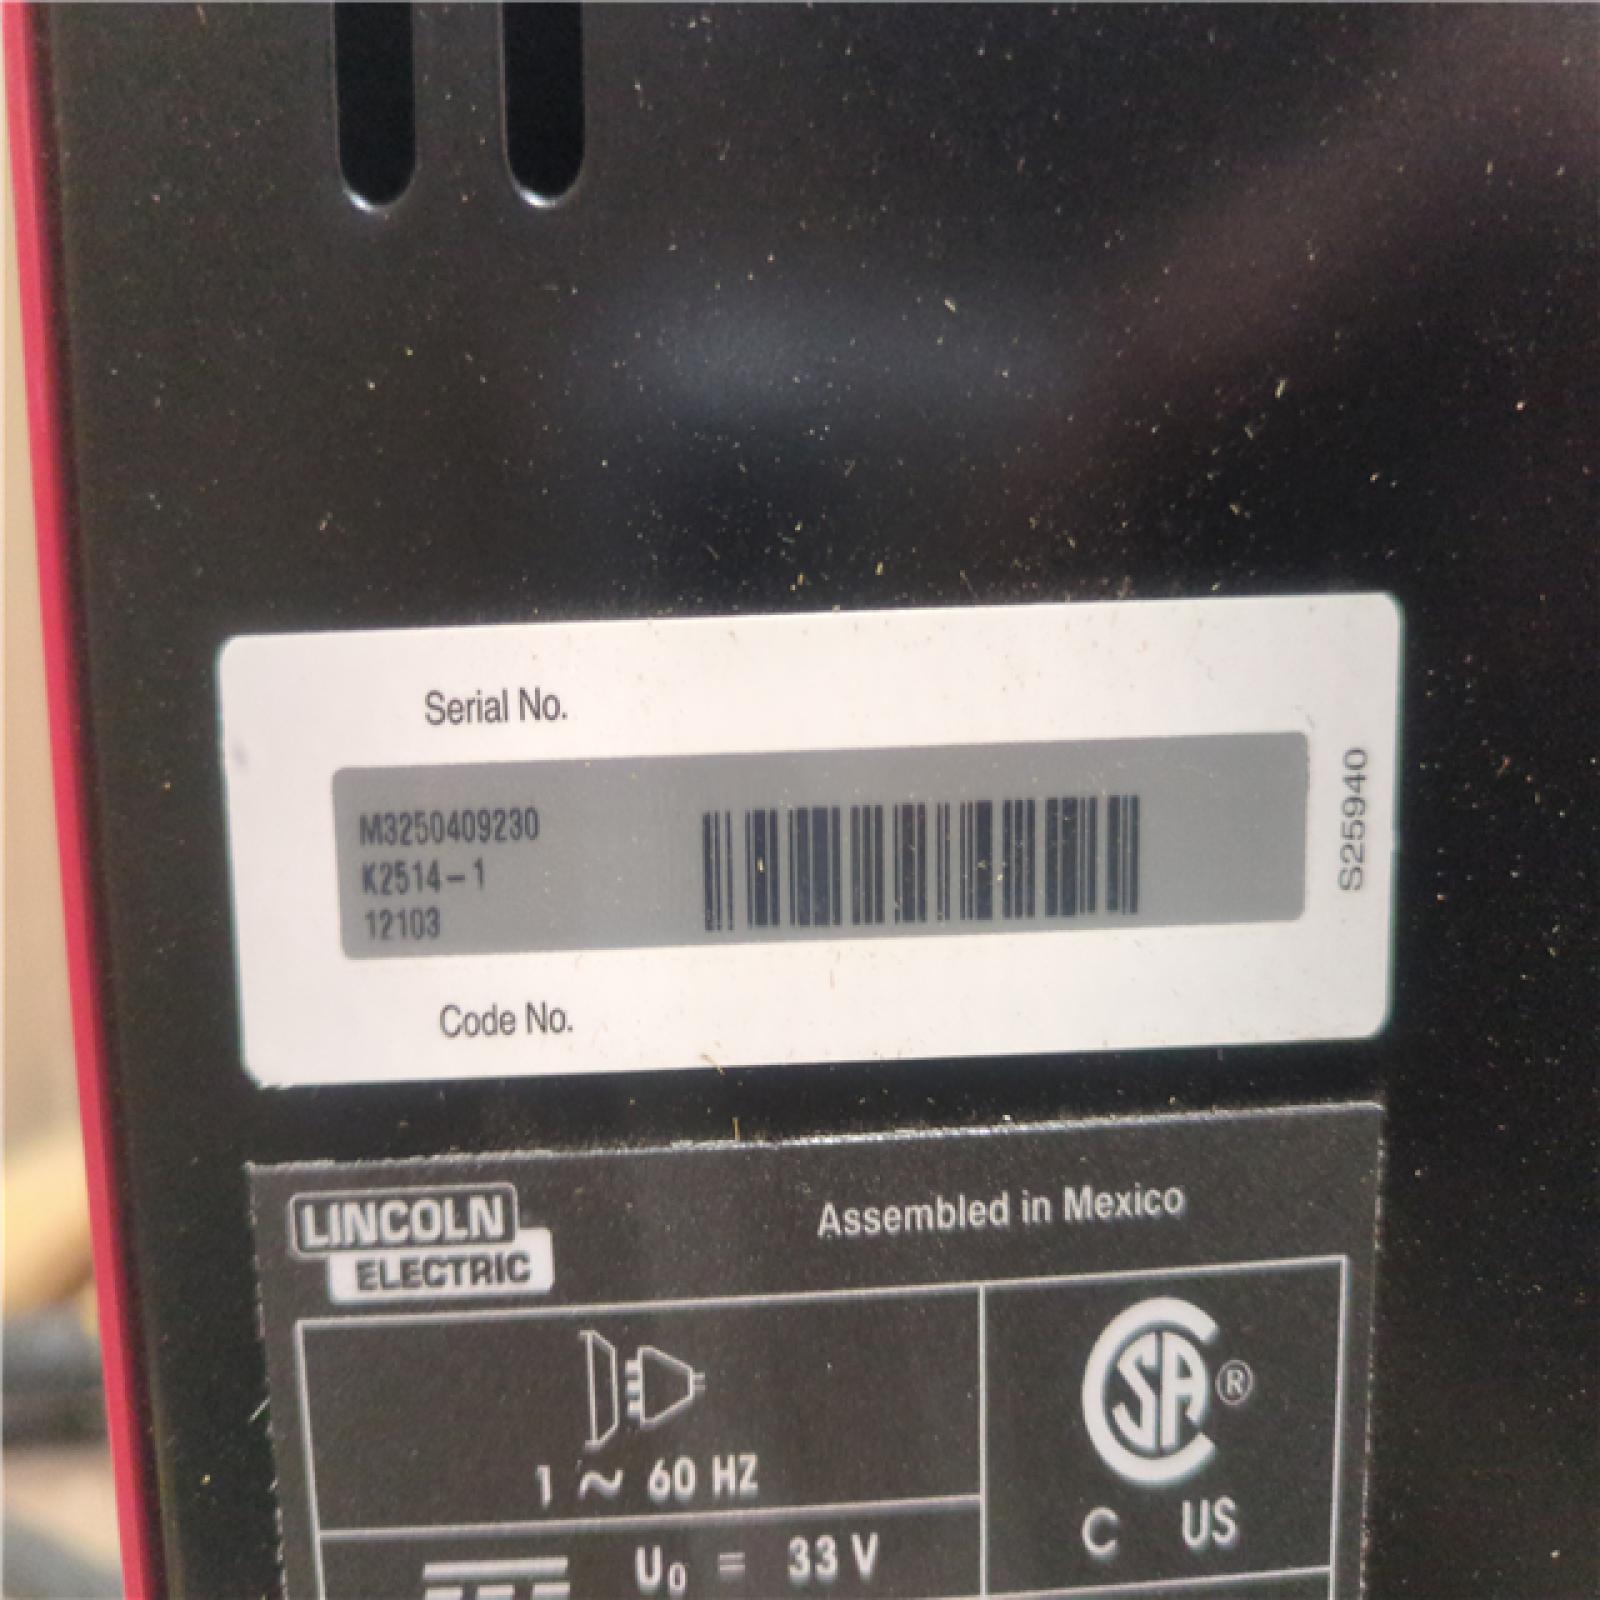 Serial No.
M3250409230
K2514-1
12103
Code No.
S25940
LINCOLN
ELECTRIC
Assembled in Mexico
1 ~ 60 HZ
SA ®
C US
U0 = 33 V